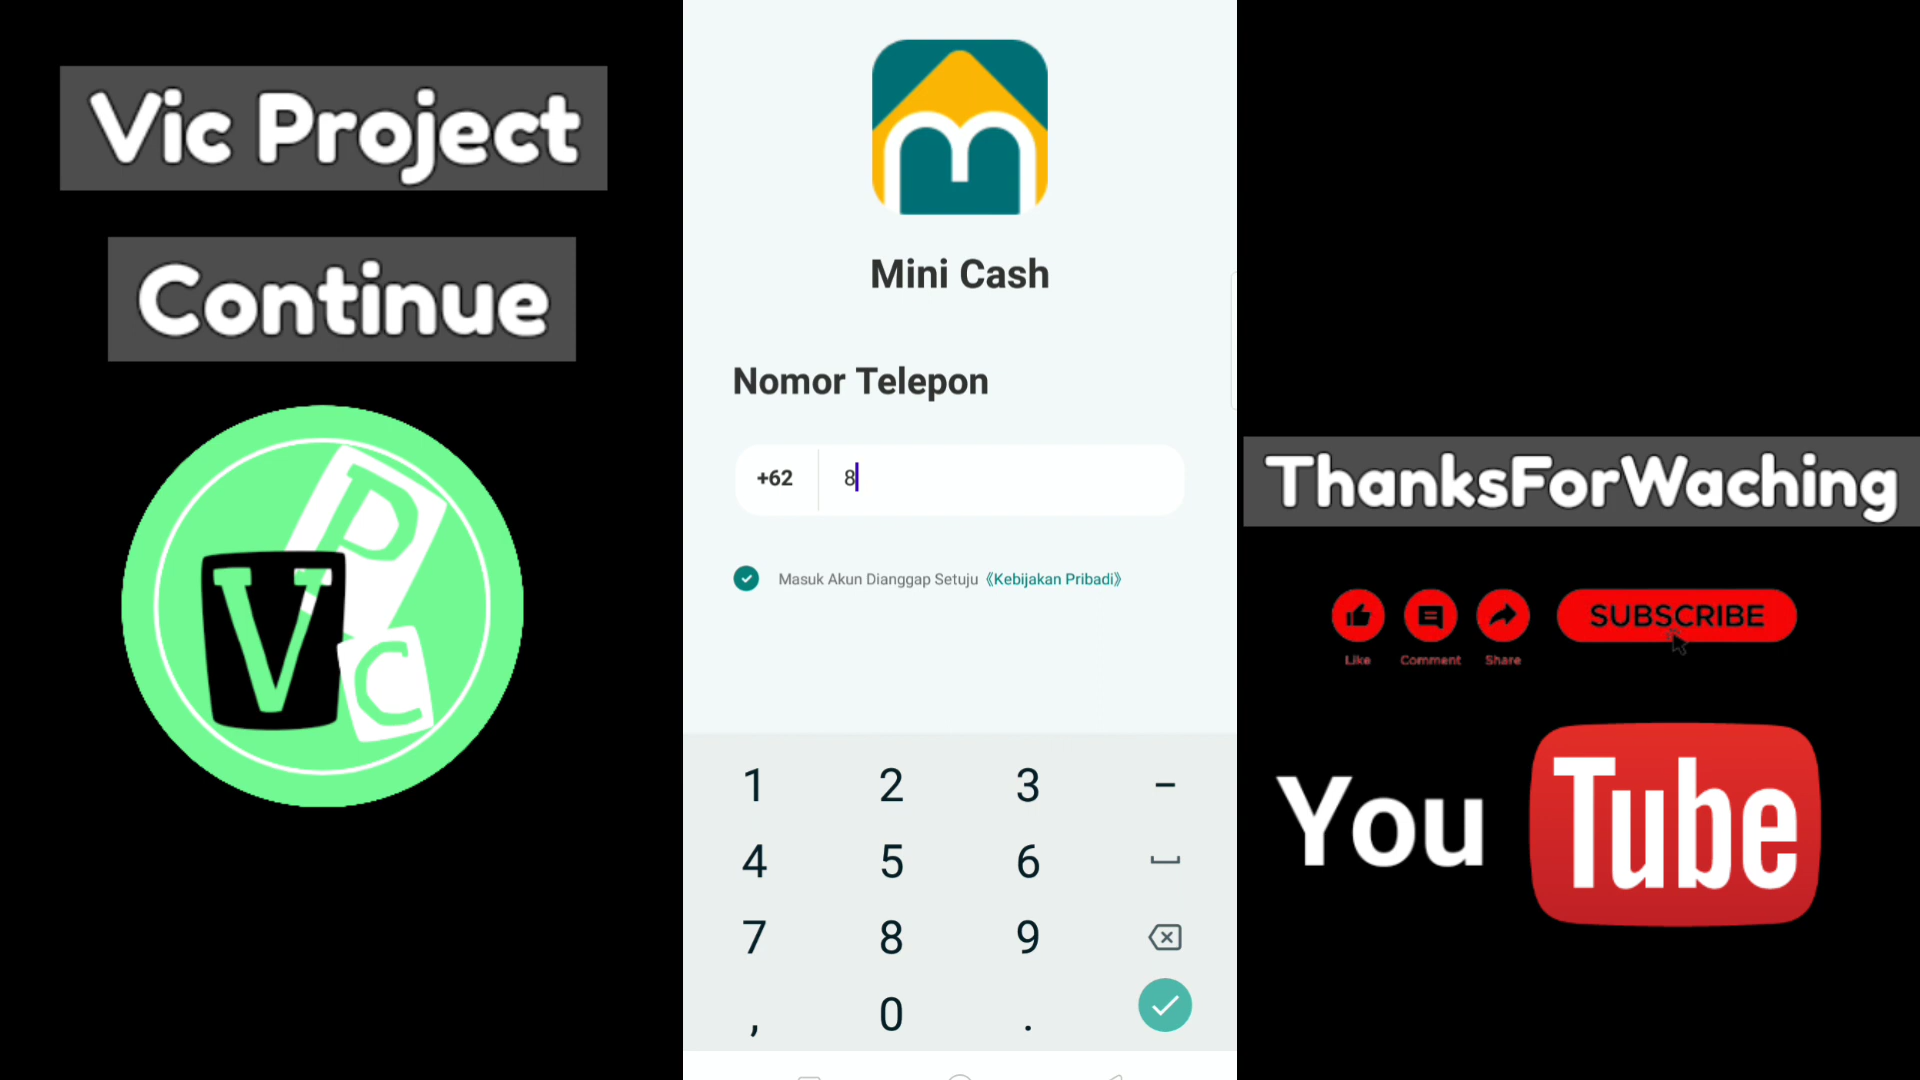 Vic Project
Continue
V
P
C
m
Mini Cash
Nomor Telepon
+62 8
Masuk Akun Dianggap Setuju 《Kebijakan Pribadi》
1 2 3 –
4 5 6
7 8 9
, 0 .
ThanksForWaching
SUBSCRIBE
Like Comment Share
You Tube